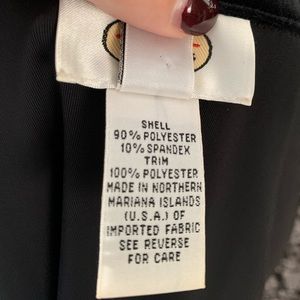 SHELL
90% POLYESTER
10% SPANDEX
TRIM
100% POLYESTER
MADE IN NORTHERN
MARIANA ISLANDS
(U.S.A.) OF
IMPORTED FABRIC
SEE REVERSE
FOR CARE